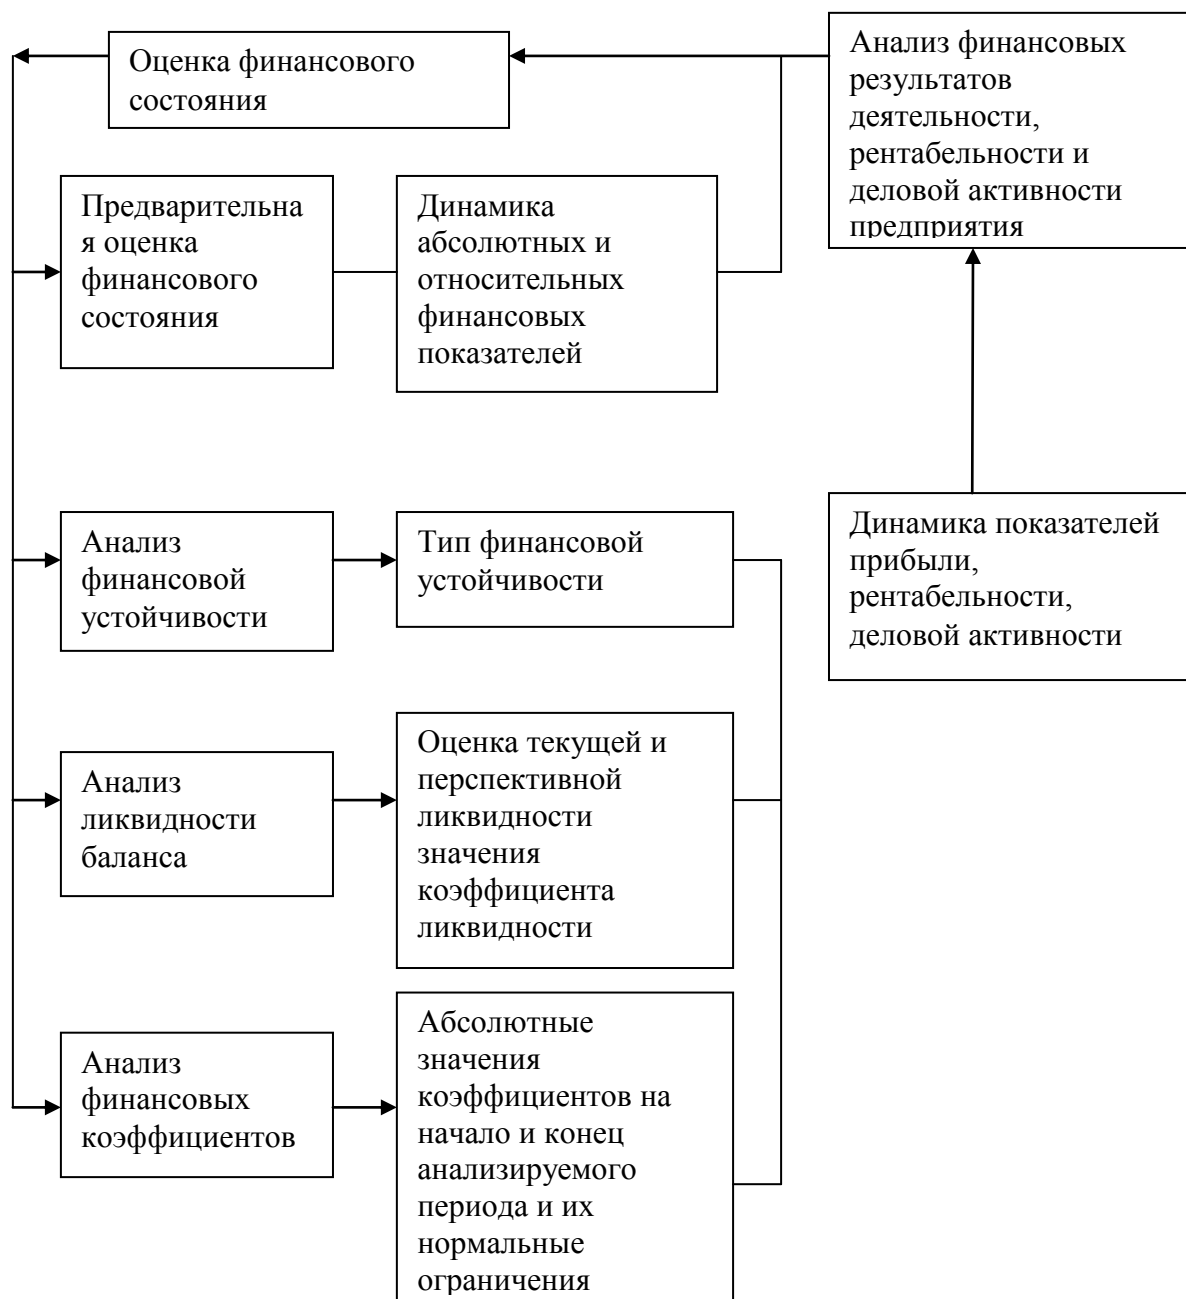 Оценка финансового
состояния
Анализ финансовых
результатов
деятельности,
рентабельности и
деловой активности
предприятия
Предварительна
я оценка
финансового
состояния
Динамика
абсолютных и
относительных
финансовых
показателей
Анализ
финансовой
устойчивости
Тип финансовой
устойчивости
Динамика показателей
прибыли,
рентабельности,
деловой активности
Анализ
ликвидности
баланса
Оценка текущей и
перспективной
ликвидности
значения
коэффициента
ликвидности
Анализ
финансовых
коэффициентов
Абсолютные
значения
коэффициентов на
начало и конец
анализируемого
периода и их
нормальные
ограничения